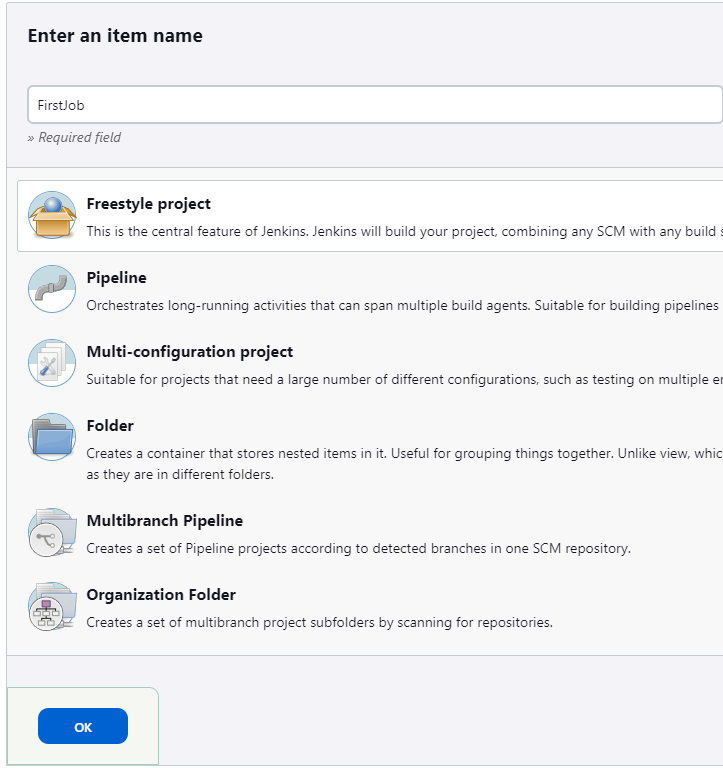 Enter an item name
FirstJob
» Required field
Freestyle project
This is the central feature of Jenkins. Jenkins will build your project, combining any SCM with any build
Pipeline
Orchestrates long-running activities that can span multiple build agents. Suitable for building pipelines
Multi-configuration project
Suitable for projects that need a large number of different configurations, such as testing on multiple
Folder
Creates a container that stores nested items in it. Useful for grouping things together. Unlike view,
as they are in different folders.
Multibranch Pipeline
Creates a set of Pipeline projects according to detected branches in one SCM repository.
Organization Folder
Creates a set of multibranch project subfolders by scanning for repositories.
OK